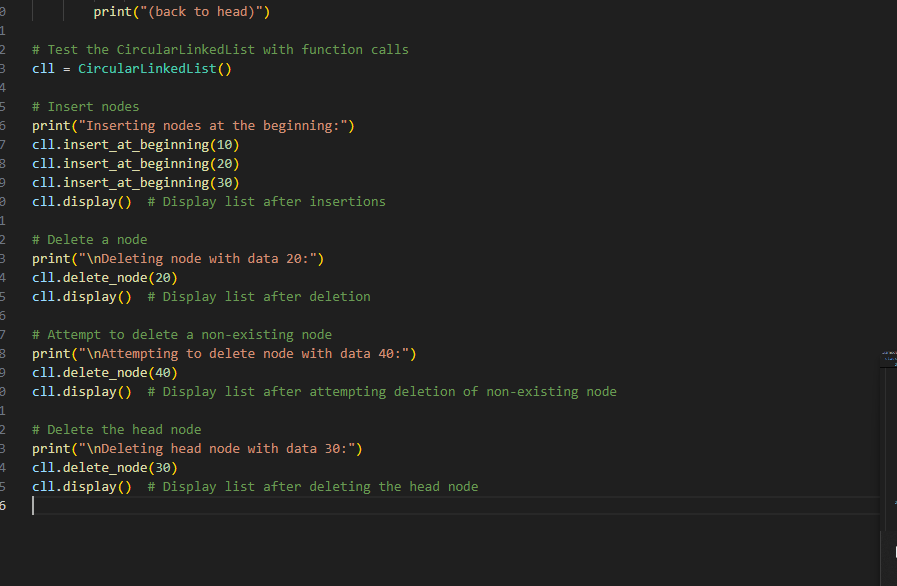 0 print("(back to head)")
1
2 # Test the CircularLinkedList with function calls
3 cll = CircularLinkedList()
4
5 # Insert nodes
6 print("Inserting nodes at the beginning:")
7 cll.insert_at_beginning(10)
8 cll.insert_at_beginning(20)
9 cll.insert_at_beginning(30)
0 cll.display()  # Display list after insertions
1
2 # Delete a node
3 print("\nDeleting node with data 20:")
4 cll.delete_node(20)
5 cll.display()  # Display list after deletion
6
7 # Attempt to delete a non-existing node
8 print("\nAttempting to delete node with data 40:")
9 cll.delete_node(40)
0 cll.display()  # Display list after attempting deletion of non-existing node
1
2 # Delete the head node
3 print("\nDeleting head node with data 30:")
4 cll.delete_node(30)
5 cll.display()  # Display list after deleting the head node
6